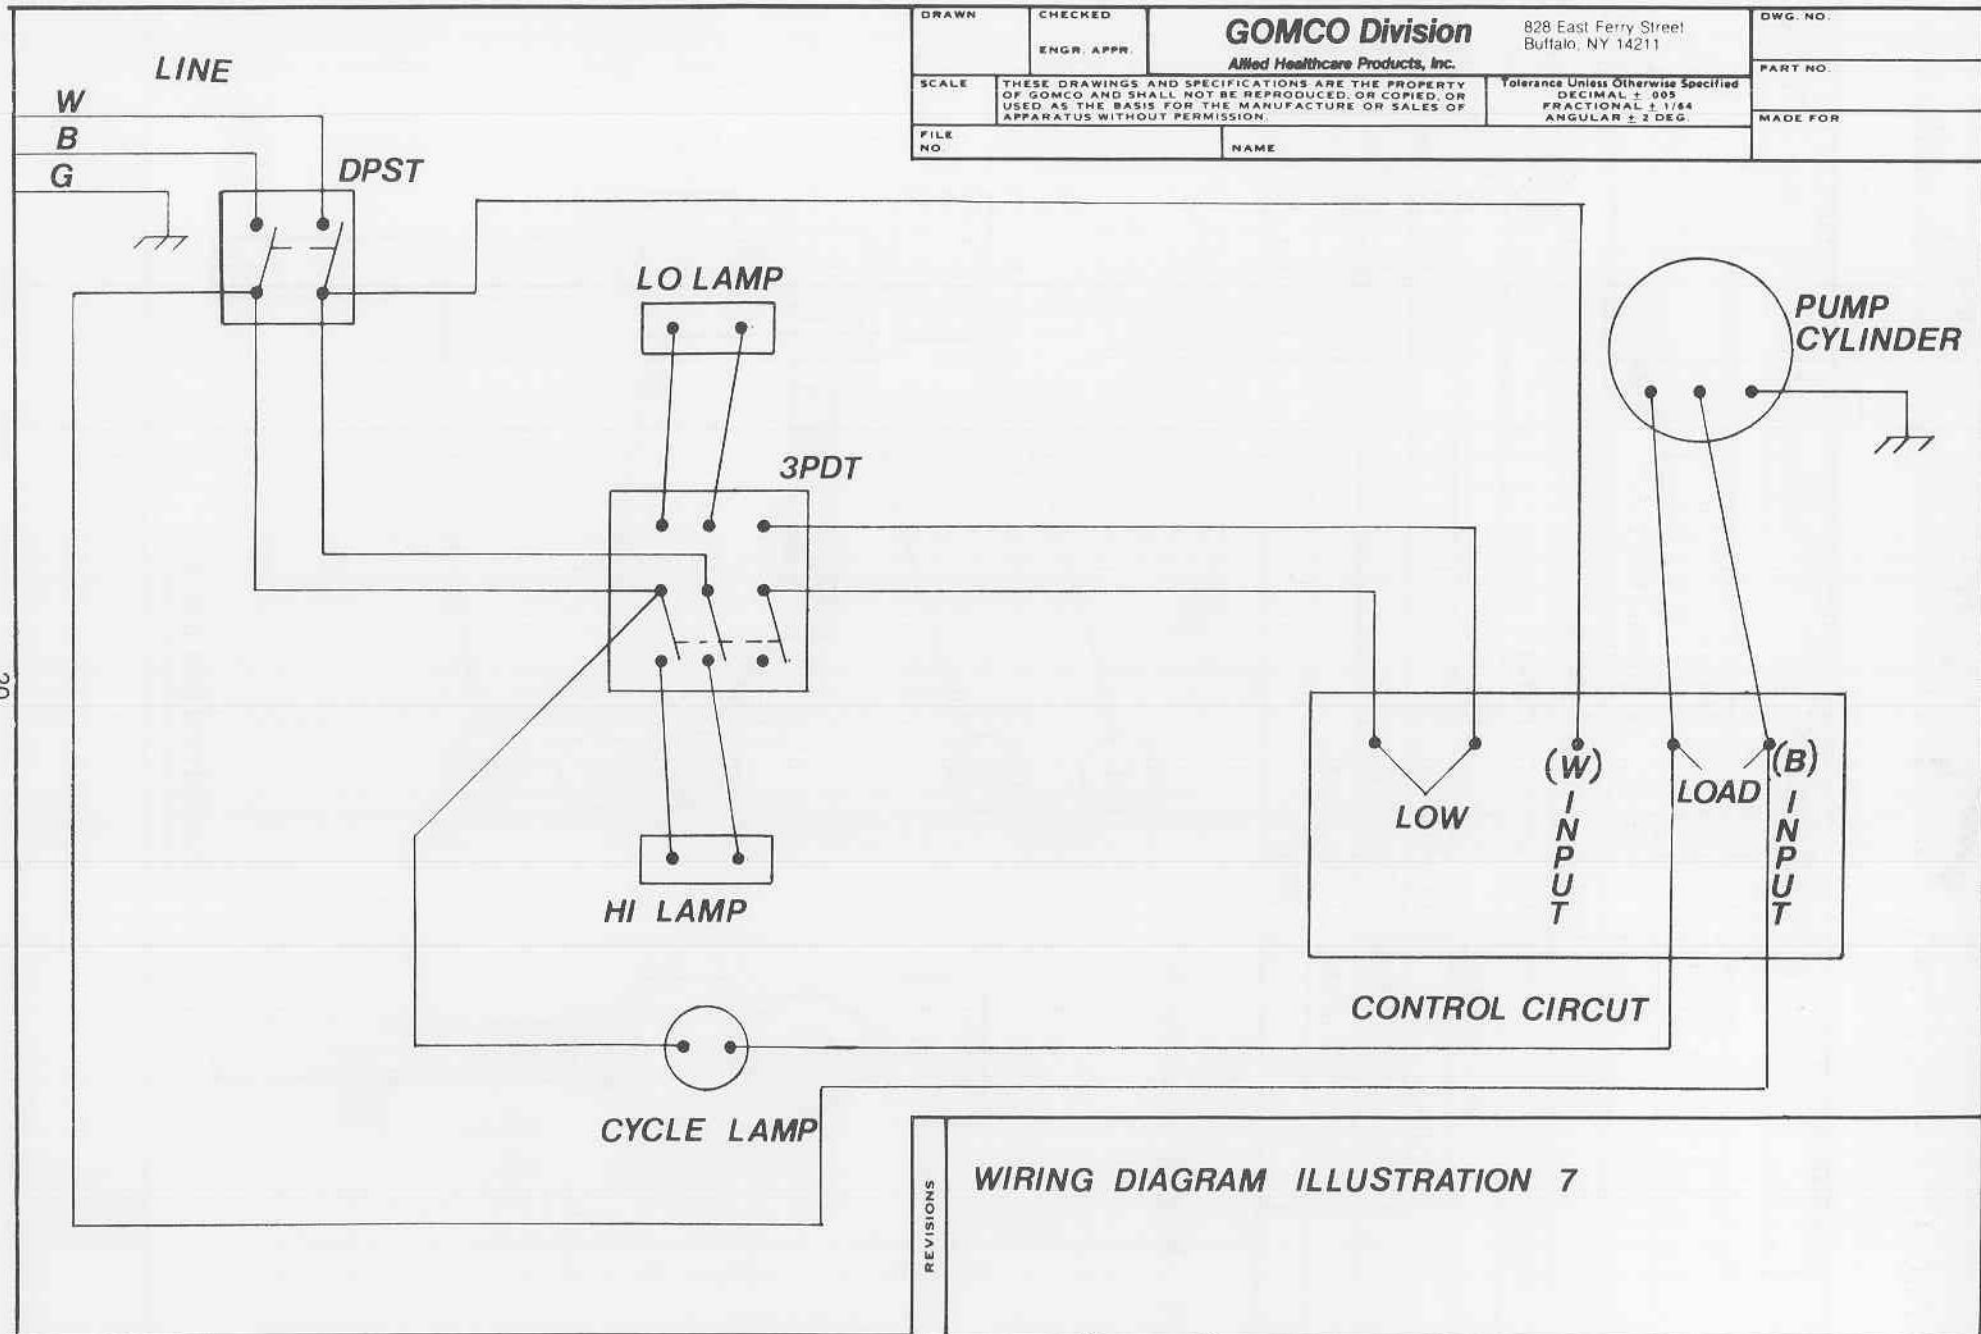 DRAWN
CHECKED
ENGR. APPR.
GOMCO Division
Allied Healthcare Products, Inc.
828 East Ferry Street
Buffalo, NY 14211
DWG. NO.
PART NO.
MADE FOR
SCALE
THESE DRAWINGS AND SPECIFICATIONS ARE THE PROPERTY
OF GOMCO AND SHALL NOT BE REPRODUCED, OR COPIED, OR
USED AS THE BASIS FOR THE MANUFACTURE OR SALES OF
APPARATUS WITHOUT PERMISSION.
Tolerance Unless Otherwise Specified
DECIMAL ± .005
FRACTIONAL ± 1/64
ANGULAR ± 2 DEG.
FILE
NO.
NAME
LINE
W
B
G
DPST
LO LAMP
PUMP
CYLINDER
3PDT
20
(W)
INPUT
LOAD
(B)
INPUT
LOW
HI LAMP
CONTROL CIRCUT
CYCLE LAMP
REVISIONS
WIRING DIAGRAM ILLUSTRATION 7